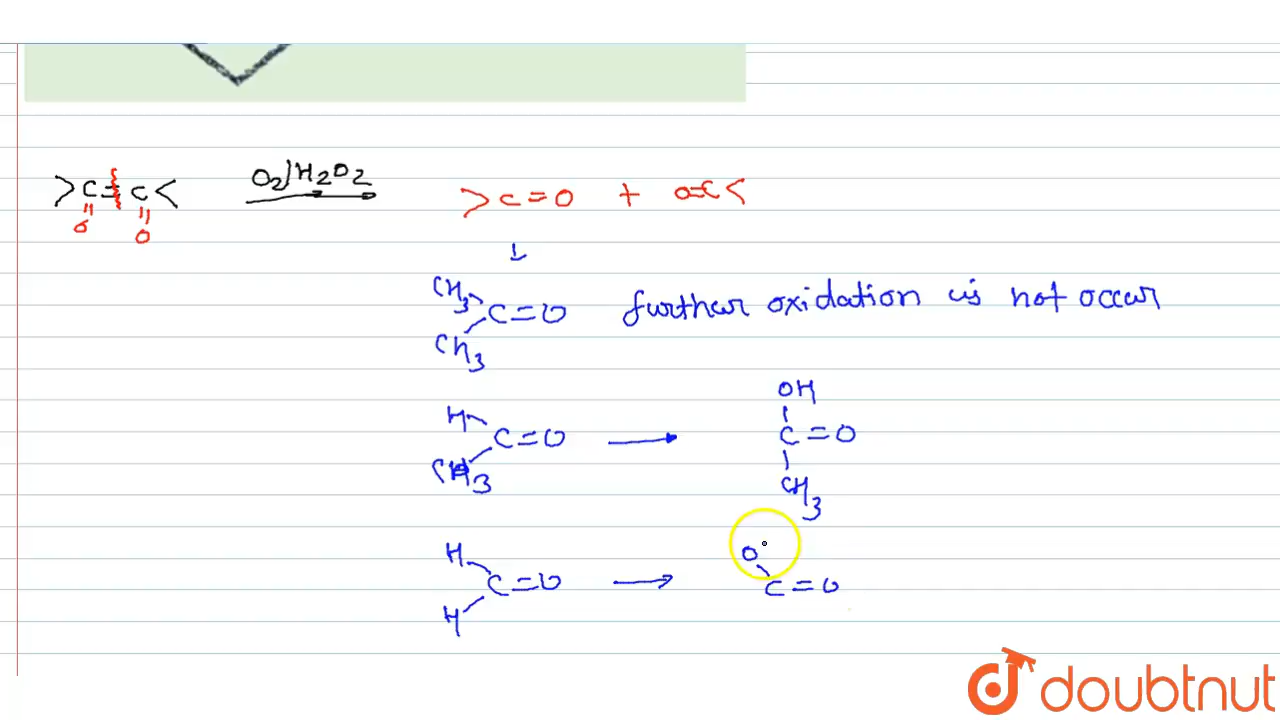 >C=C< O2/H2O2 >C=O + O=C<
O O
CH3
C=O further oxidation is not occur
CH3
OH
H
C=O C=O
CH3
CH3
H O
C=O C=O
H
doubtnut